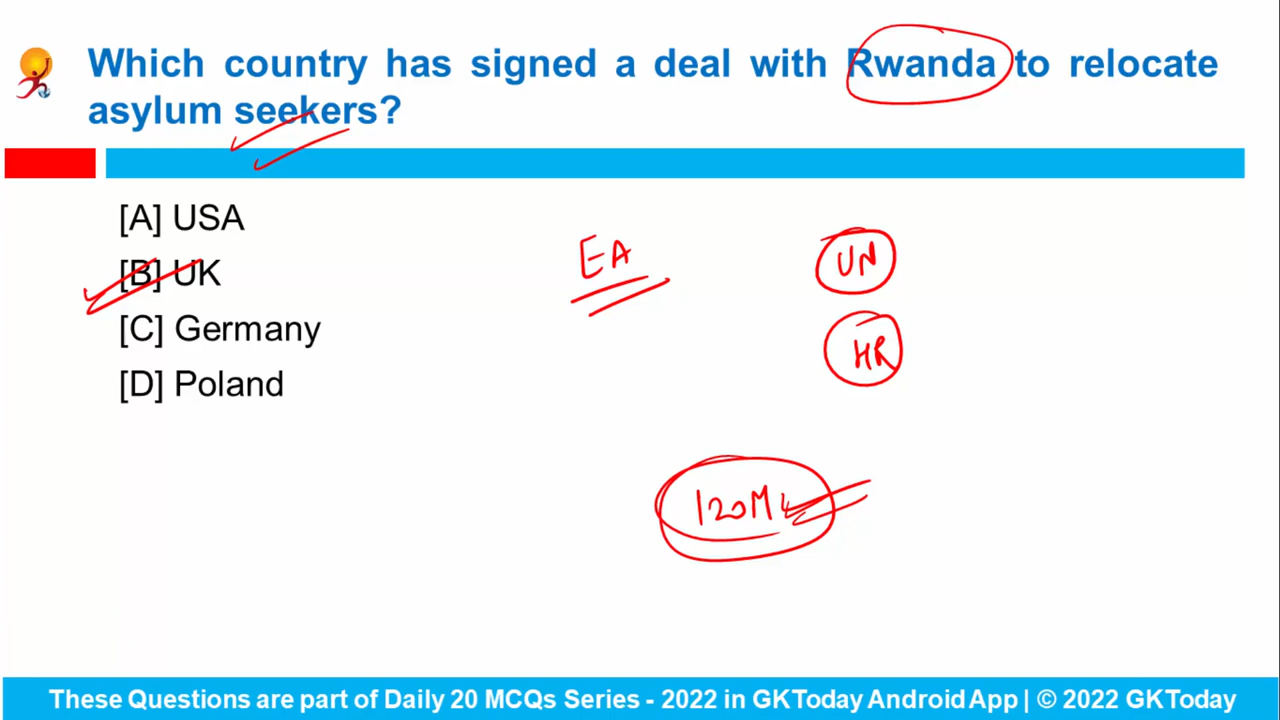 Which country has signed a deal with Rwanda to relocate
asylum seekers?
[A] USA
[B] UK
[C] Germany
[D] Poland
EA
UN
HR
120M
These Questions are part of Daily 20 MCQs Series - 2022 in GKToday Android App | © 2022 GKToday